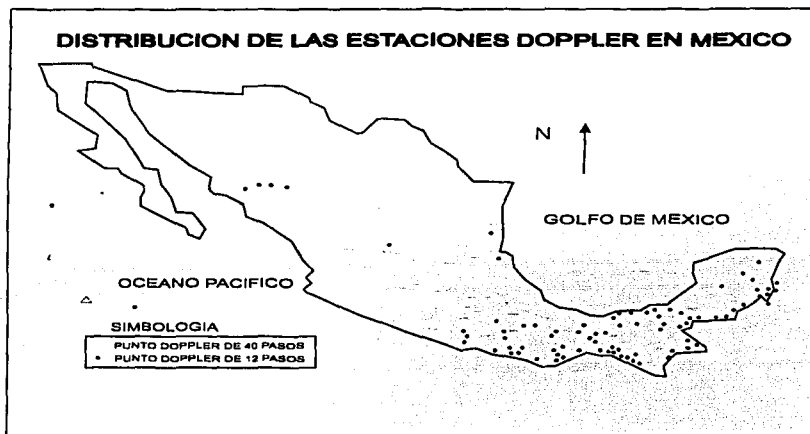 DISTRIBUCION DE LAS ESTACIONES DOPPLER EN MEXICO
N
GOLFO DE MEXICO
OCEANO PACIFICO
SIMBOLOGIA
PUNTO DOPPLER DE 40 PASOS
PUNTO DOPPLER DE 12 PASOS